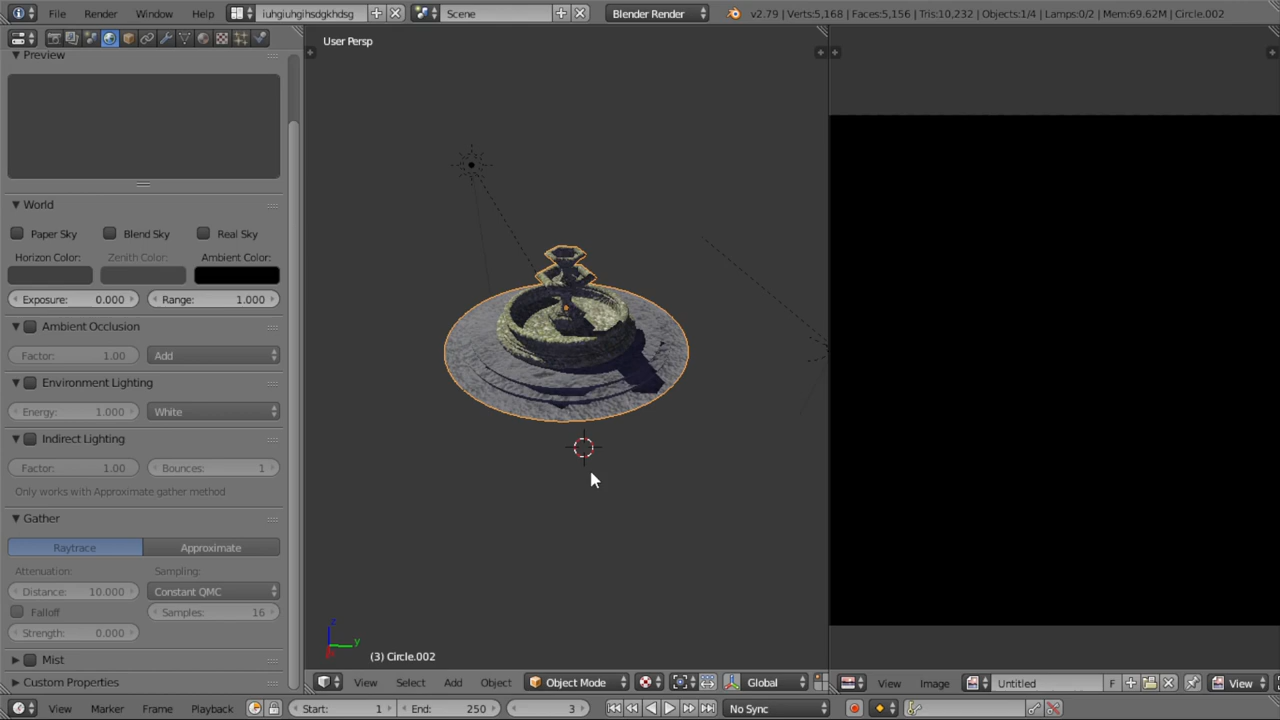 File Render Window Help iuhgiuhgihsdgkhdsg Scene Blender Render v2.79 | Verts:5,168 | Faces:5,156 | Tris:10,232 | Objects:1/4 | Lamps:0/2 | Mem:69.62M | Circle.002
User Persp
Preview
World
Paper Sky Blend Sky Real Sky
Horizon Color: Zenith Color: Ambient Color:
Exposure: 0.000 Range: 1.000
Ambient Occlusion
Factor: 1.00 Add
Environment Lighting
Energy: 1.000 White
Indirect Lighting
Factor: 1.00 Bounces: 1
Only works with Approximate gather method
Gather
Raytrace Approximate
Attenuation: Sampling:
Distance: 10.000 Constant QMC
Falloff Samples: 16
Strength: 0.000
Mist
Custom Properties
z
y
(3) Circle.002
View Select Add Object Object Mode Global View Image Untitled F View
View Marker Frame Playback Start: 1 End: 250 3 No Sync